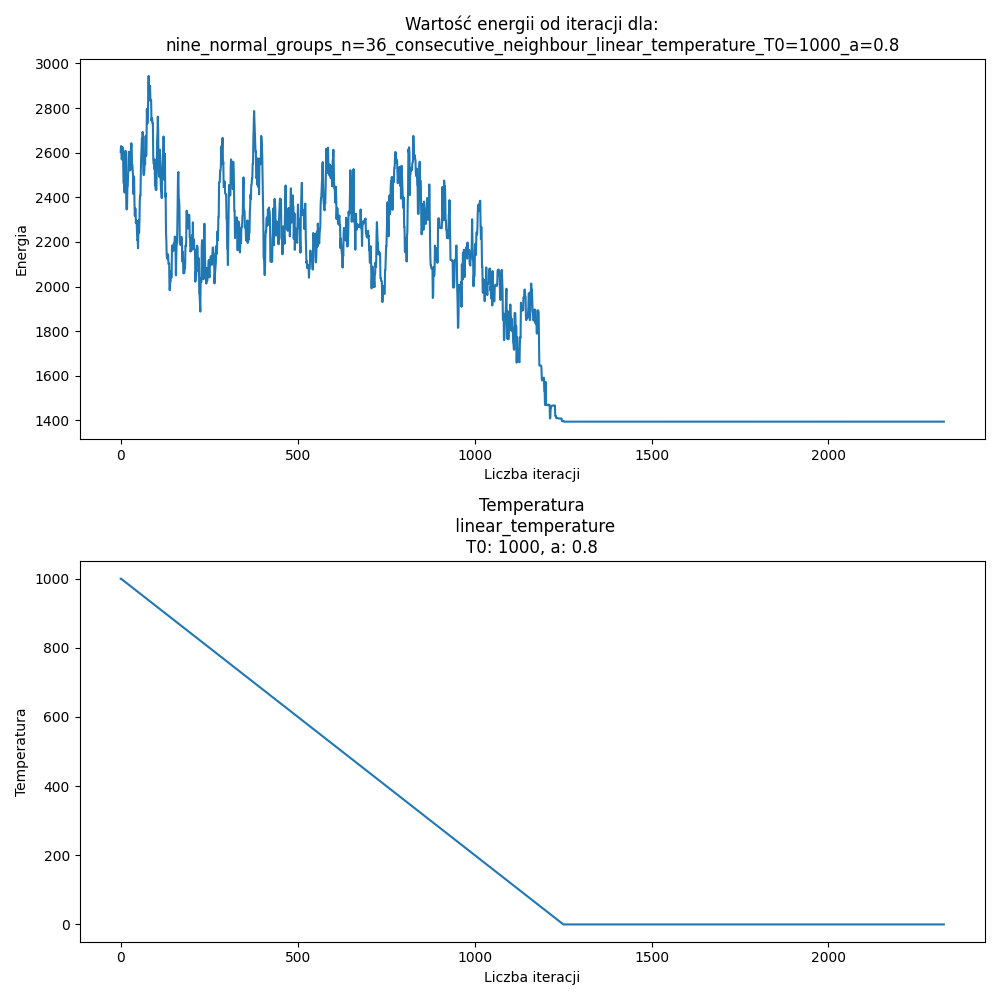 Wartość energii od iteracji dla:
nine_normal_groups_n=36_consecutive_neighbour_linear_temperature_T0=1000_a=0.8
3000
2800
2600
2400
2200
2000
1800
1600
1400
Energia
0 500 1000 1500 2000
Liczba iteracji
Temperatura
linear_temperature
T0: 1000, a: 0.8
1000
800
600
400
200
0
Temperatura
0 500 1000 1500 2000
Liczba iteracji